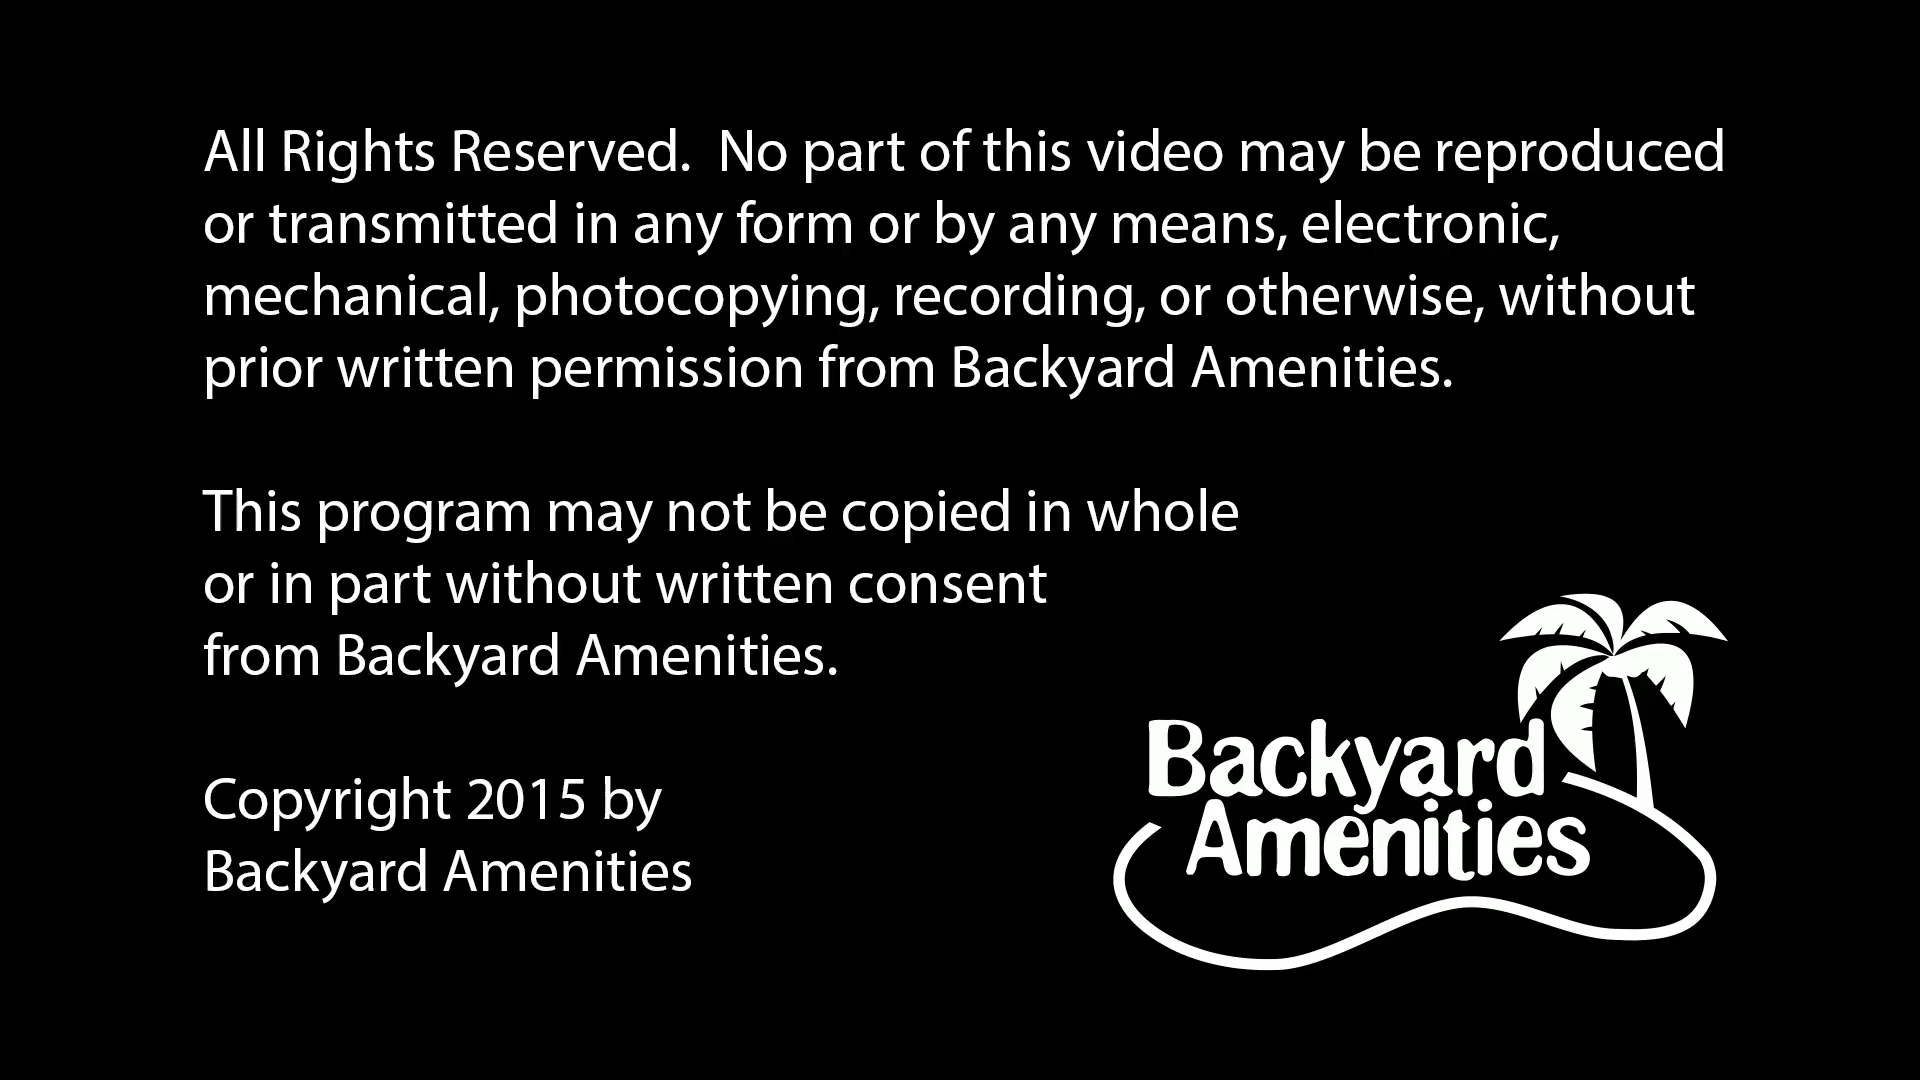 All Rights Reserved.  No part of this video may be reproduced
or transmitted in any form or by any means, electronic,
mechanical, photocopying, recording, or otherwise, without
prior written permission from Backyard Amenities.
This program may not be copied in whole
or in part without written consent
from Backyard Amenities.
Copyright 2015 by
Backyard Amenities
Backyard
Amenities